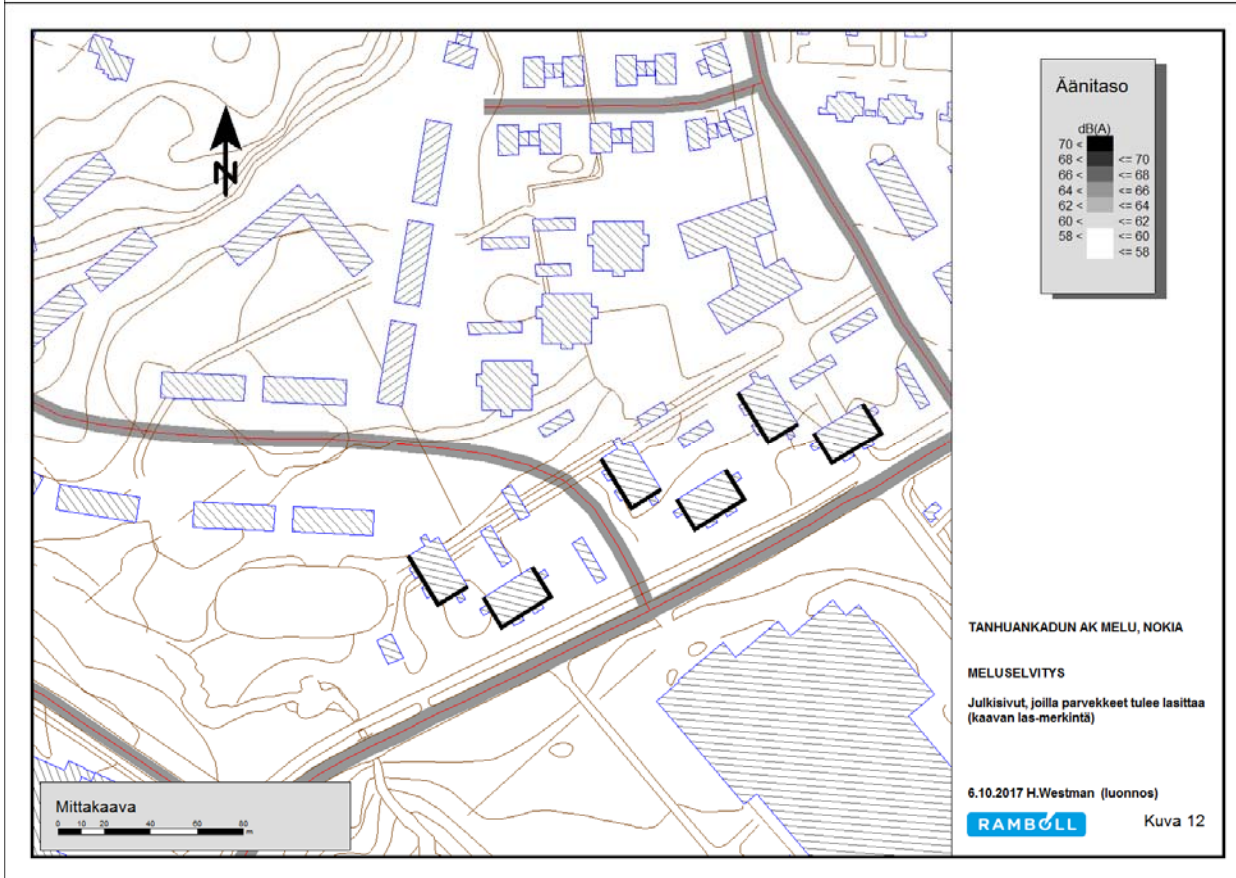 N
Äänitaso
dB(A)
70 <
68 < <= 70
66 < <= 68
64 < <= 66
62 < <= 64
60 < <= 62
58 < <= 60
<= 58
TANHUANKADUN AK MELU, NOKIA
MELUSELVITYS
Julkisivut, joilla parvekkeet tulee lasittaa
(kaavan las-merkintä)
6.10.2017 H.Westman (luonnos)
RAMBOLL Kuva 12
Mittakaava
0 10 20 40 60 80
m